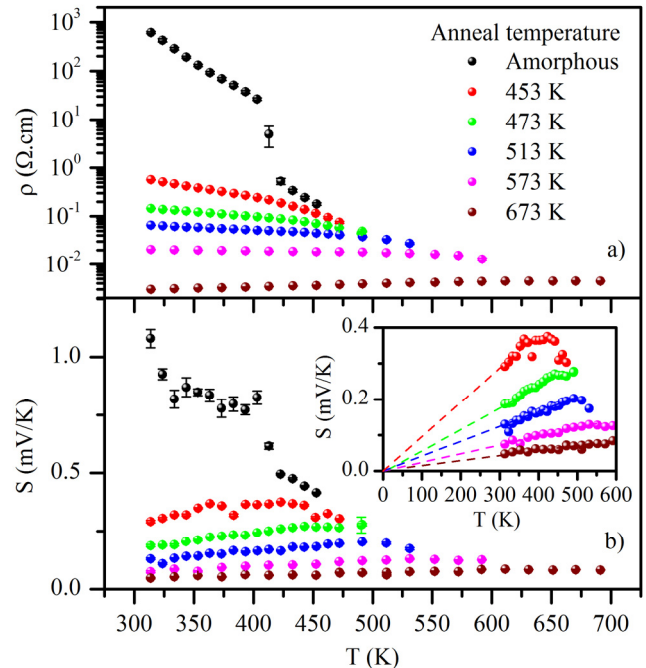 Anneal temperature
Amorphous
453 K
473 K
513 K
573 K
673 K
ρ (Ω.cm)
10³
10²
10¹
10⁰
10⁻¹
10⁻²
a)
S (mV/K)
1.0
0.5
0.0
S (mV/K)
0.4
0.2
0.0
0 100 200 300 400 500 600
T (K)
b)
300 350 400 450 500 550 600 650 700
T (K)